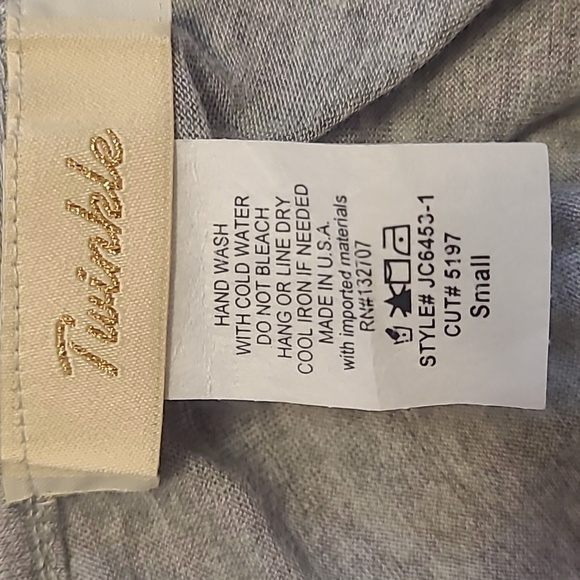 Twinkle
HAND WASH
WITH COLD WATER
DO NOT BLEACH
HANG OR LINE DRY
COOL IRON IF NEEDED
MADE IN U.S.A.
with imported materials
RN#132707
STYLE# JC6453-1
CUT# 5197
Small